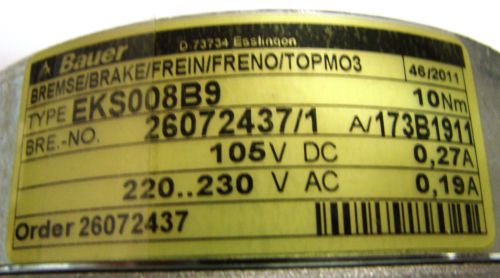 Bauer
D 73734 Esslingen
BREMSE/BRAKE/FREIN/FRENO/TOPMO3 46/2011
TYPE EKS008B9 10Nm
BRE.-NO. 26072437/1 A/173B1911
105V DC 0,27A
220..230 V AC 0,19A
Order 26072437